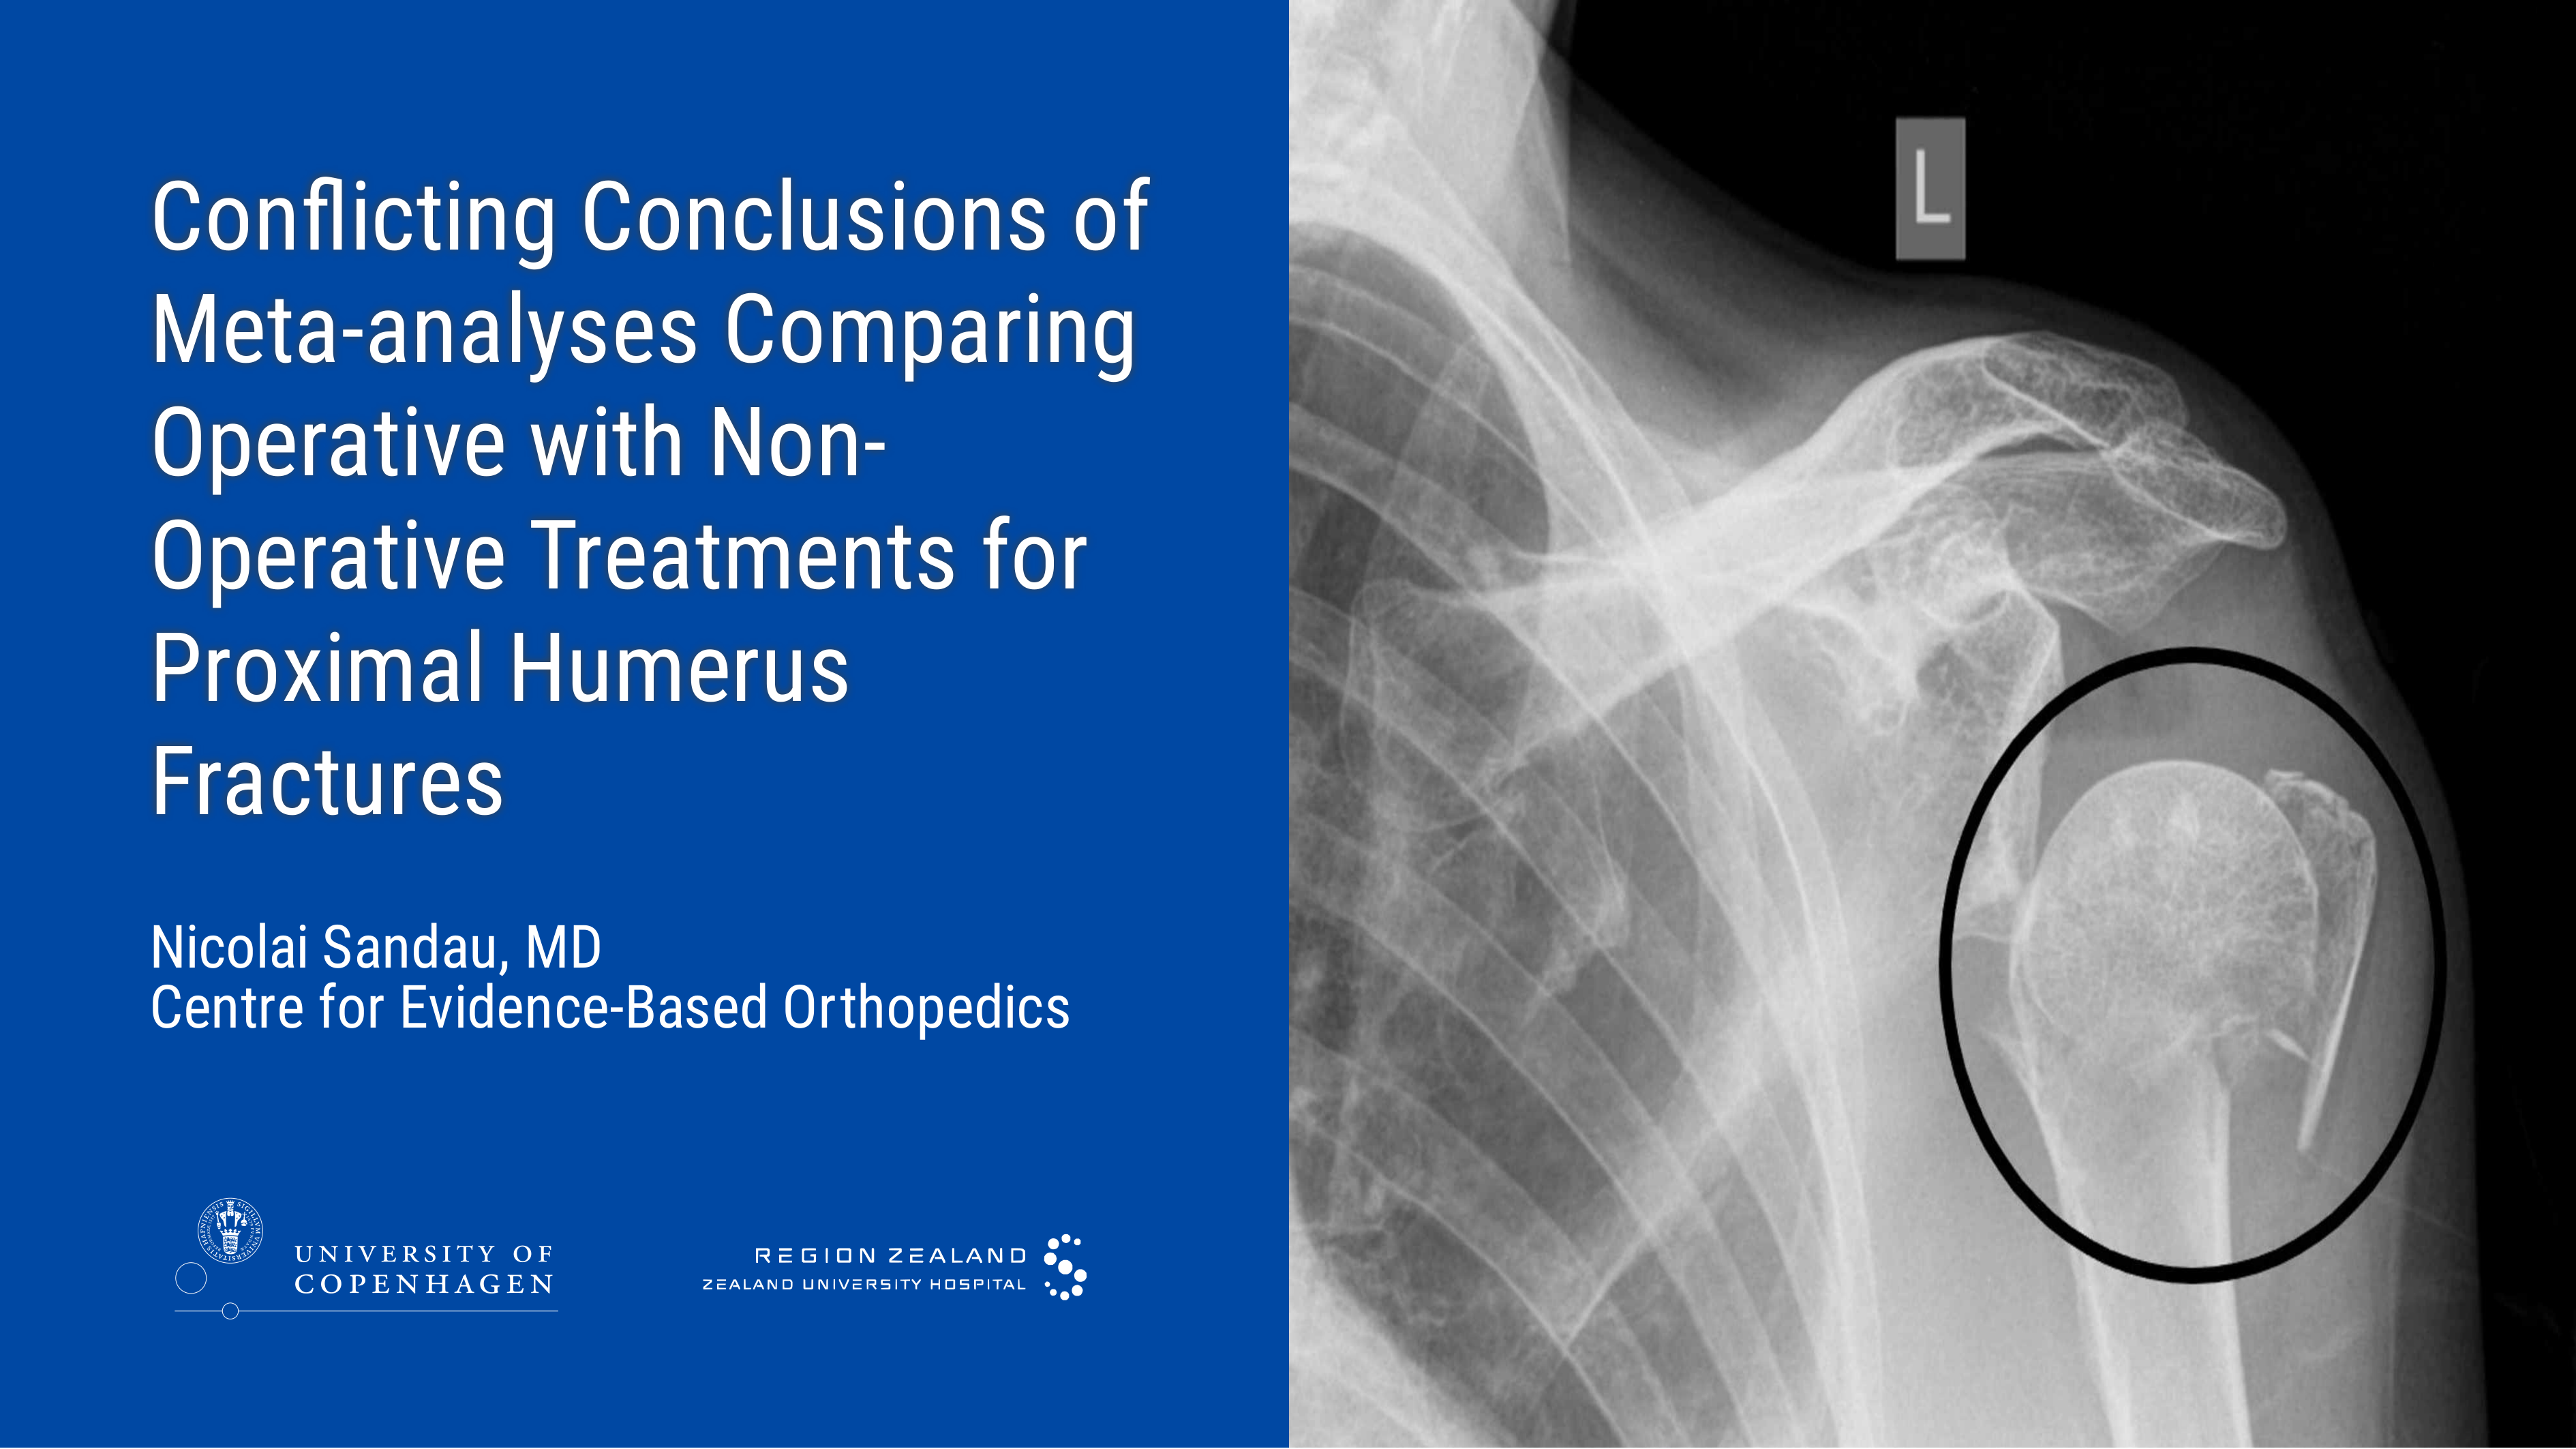 Conflicting Conclusions of
Meta-analyses Comparing
Operative with Non-
Operative Treatments for
Proximal Humerus
Fractures
Nicolai Sandau, MD
Centre for Evidence-Based Orthopedics
UNIVERSITY OF
COPENHAGEN
REGION ZEALAND
ZEALAND UNIVERSITY HOSPITAL
L